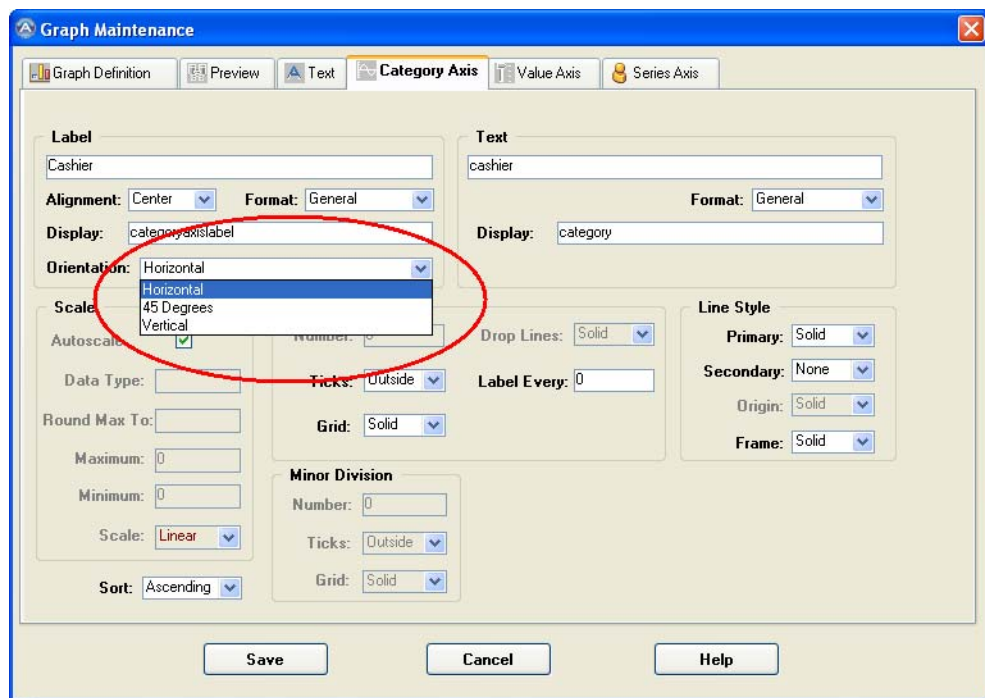 Graph Maintenance
Graph Definition Preview Text Category Axis Value Axis Series Axis
Label Text
Cashier cashier
Alignment: Center Format: General Format: General
Display: categoryaxislabel Display: category
Orientation: Horizontal
Horizontal
45 Degrees
Vertical
Scale Line Style
Autoscale Number: Drop Lines: Solid Primary: Solid
Data Type: Ticks: Outside Label Every: 0 Secondary: None
Round Max To: Grid: Solid Origin: Solid
Frame: Solid
Maximum: 0 Minor Division
Minimum: 0 Number: 0
Scale: Linear Ticks: Outside
Sort: Ascending Grid: Solid
Save Cancel Help